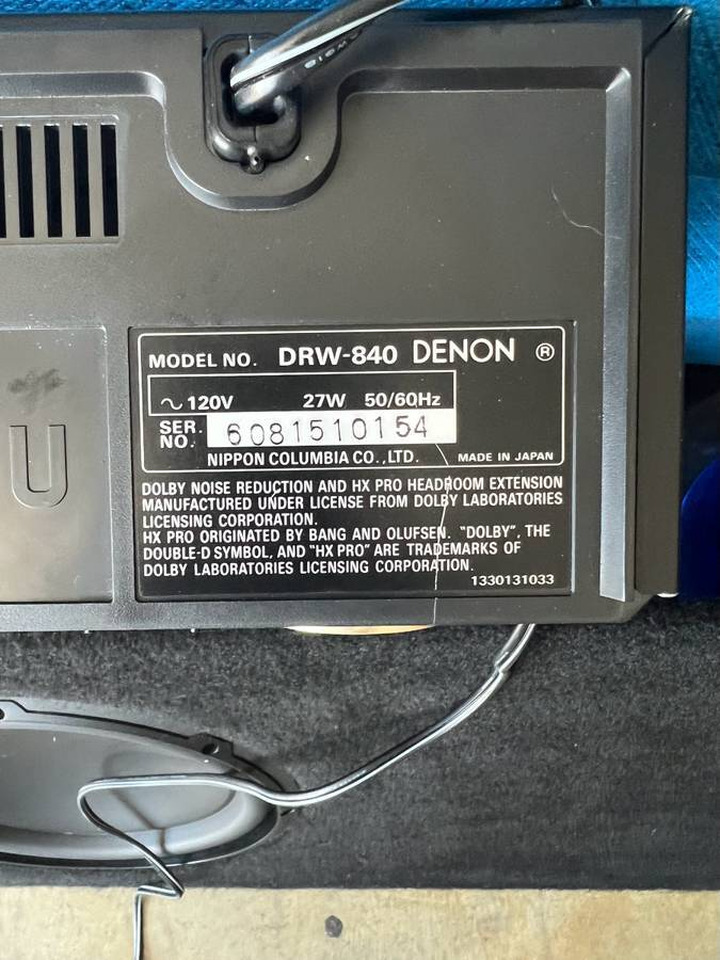 MODEL NO. DRW-840 DENON ®
~ 120V 27W 50/60Hz
SER. NO. 6081510154
NIPPON COLUMBIA CO., LTD. MADE IN JAPAN
DOLBY NOISE REDUCTION AND HX PRO HEADROOM EXTENSION
MANUFACTURED UNDER LICENSE FROM DOLBY LABORATORIES
LICENSING CORPORATION.
HX PRO ORIGINATED BY BANG AND OLUFSEN. "DOLBY", THE
DOUBLE-D SYMBOL, AND "HX PRO" ARE TRADEMARKS OF
DOLBY LABORATORIES LICENSING CORPORATION.
1330131033
U